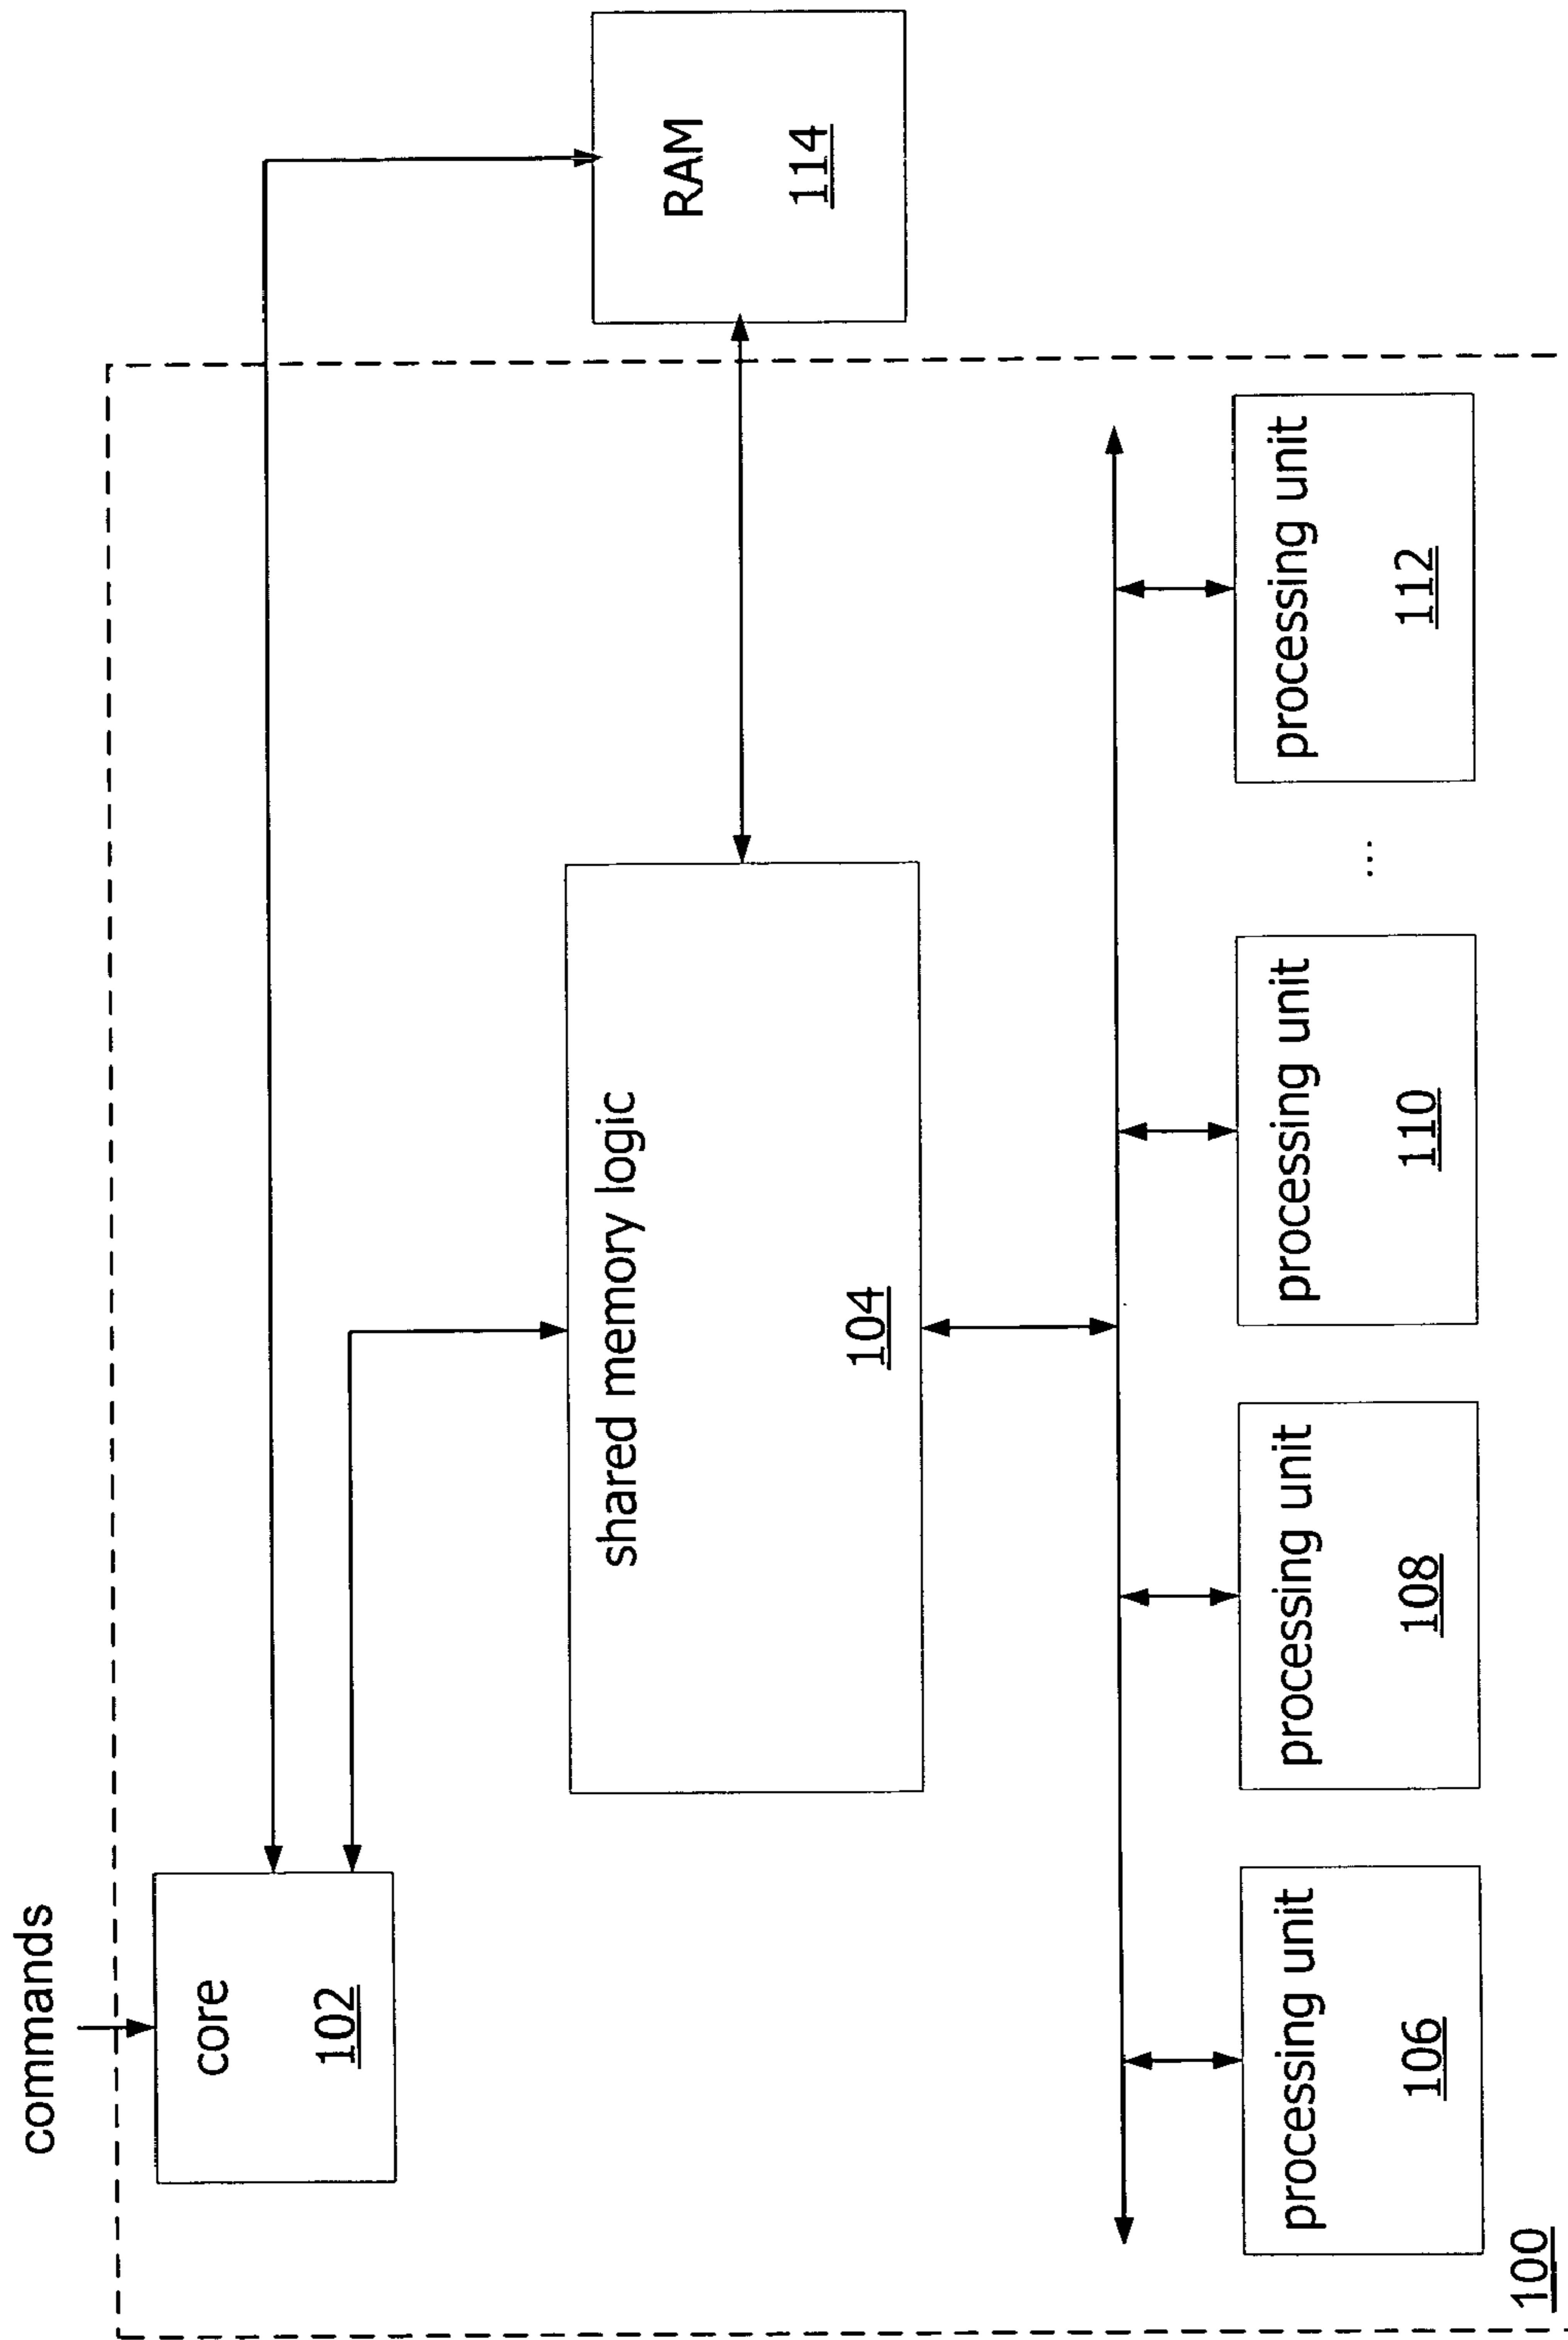 commands
core
102
RAM
114
shared memory logic
104
processing unit
106
processing unit
108
processing unit
110
...
processing unit
112
100